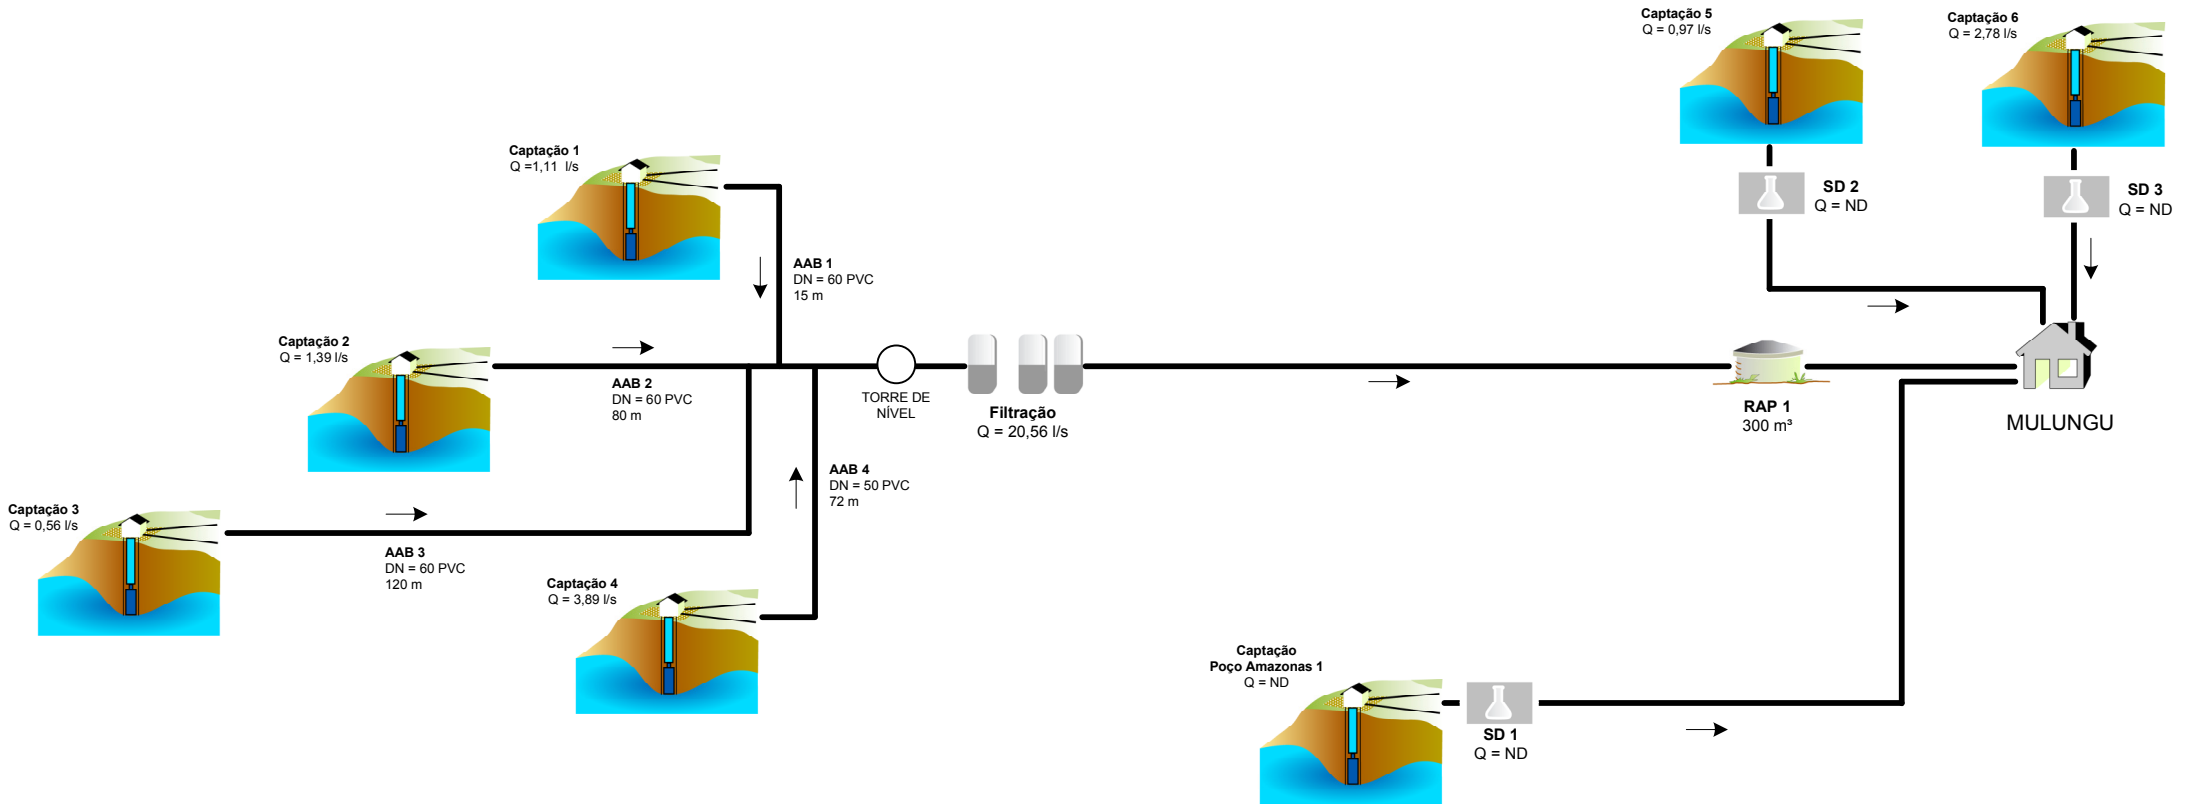 Captação 5
Q = 0,97 l/s
Captação 6
Q = 2,78 l/s
SD 2
Q = ND
SD 3
Q = ND
Captação 1
Q =1,11  l/s
AAB 1
DN = 60 PVC
15 m
Captação 2
Q = 1,39 l/s
AAB 2
DN = 60 PVC
80 m
TORRE DE
NÍVEL
Filtração
Q = 20,56 l/s
RAP 1
300 m³
MULUNGU
Captação 3
Q = 0,56 l/s
AAB 3
DN = 60 PVC
120 m
AAB 4
DN = 50 PVC
72 m
Captação 4
Q = 3,89 l/s
Captação
Poço Amazonas 1
Q = ND
SD 1
Q = ND